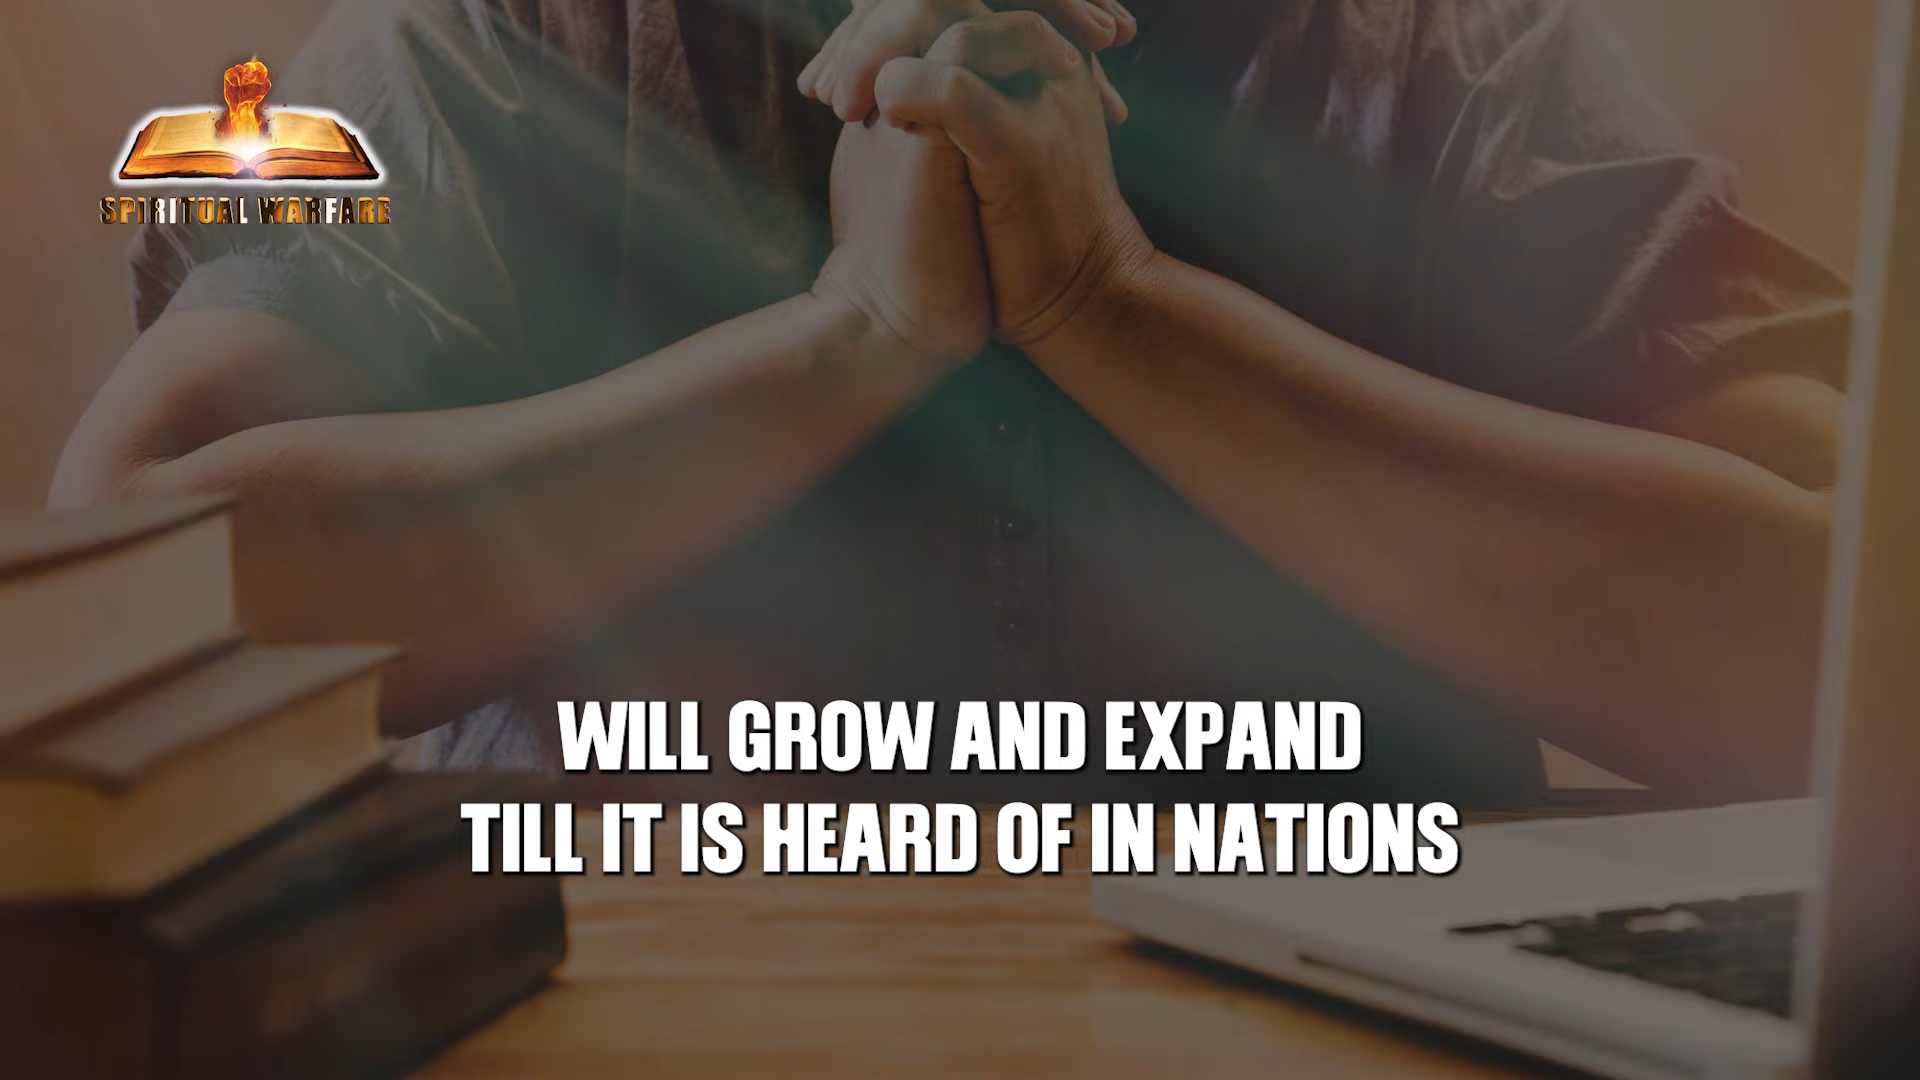 SPIRITUAL WARFARE
WILL GROW AND EXPAND
TILL IT IS HEARD OF IN NATIONS